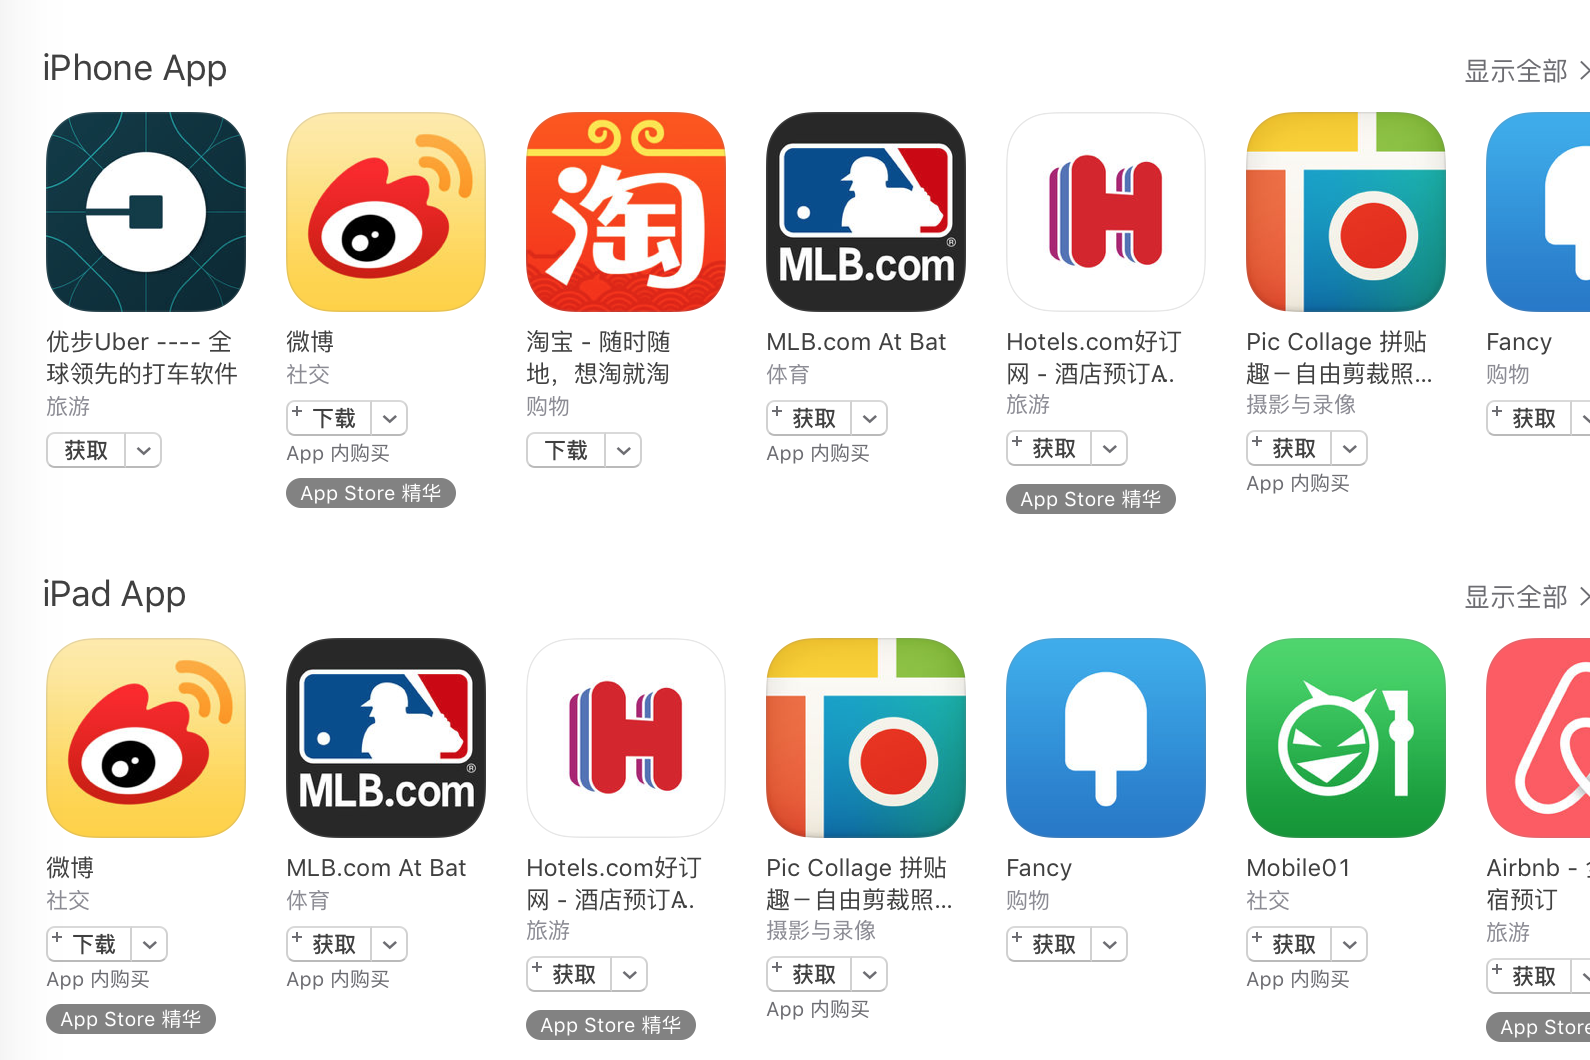 iPhone App
显示全部
淘
MLB.com®
优步Uber ---- 全
球领先的打车软件
旅游
获取
微博
社交
+ 下载
App 内购买
App Store 精华
淘宝 - 随时随
地，想淘就淘
购物
下载
MLB.com At Bat
体育
+ 获取
App 内购买
Hotels.com好订
网 - 酒店预订
旅游
+ 获取
App Store 精华
Pic Collage 拼贴
趣－自由剪裁照...
摄影与录像
+ 获取
App 内购买
Fancy
购物
+ 获取
iPad App
显示全部
MLB.com®
微博
社交
+ 下载
App 内购买
App Store 精华
MLB.com At Bat
体育
+ 获取
App 内购买
Hotels.com好订
网 - 酒店预订
旅游
+ 获取
App Store 精华
Pic Collage 拼贴
趣－自由剪裁照...
摄影与录像
+ 获取
App 内购买
Fancy
购物
+ 获取
Mobile01
社交
+ 获取
App 内购买
Airbnb -
宿预订
旅游
+ 获取
App Store